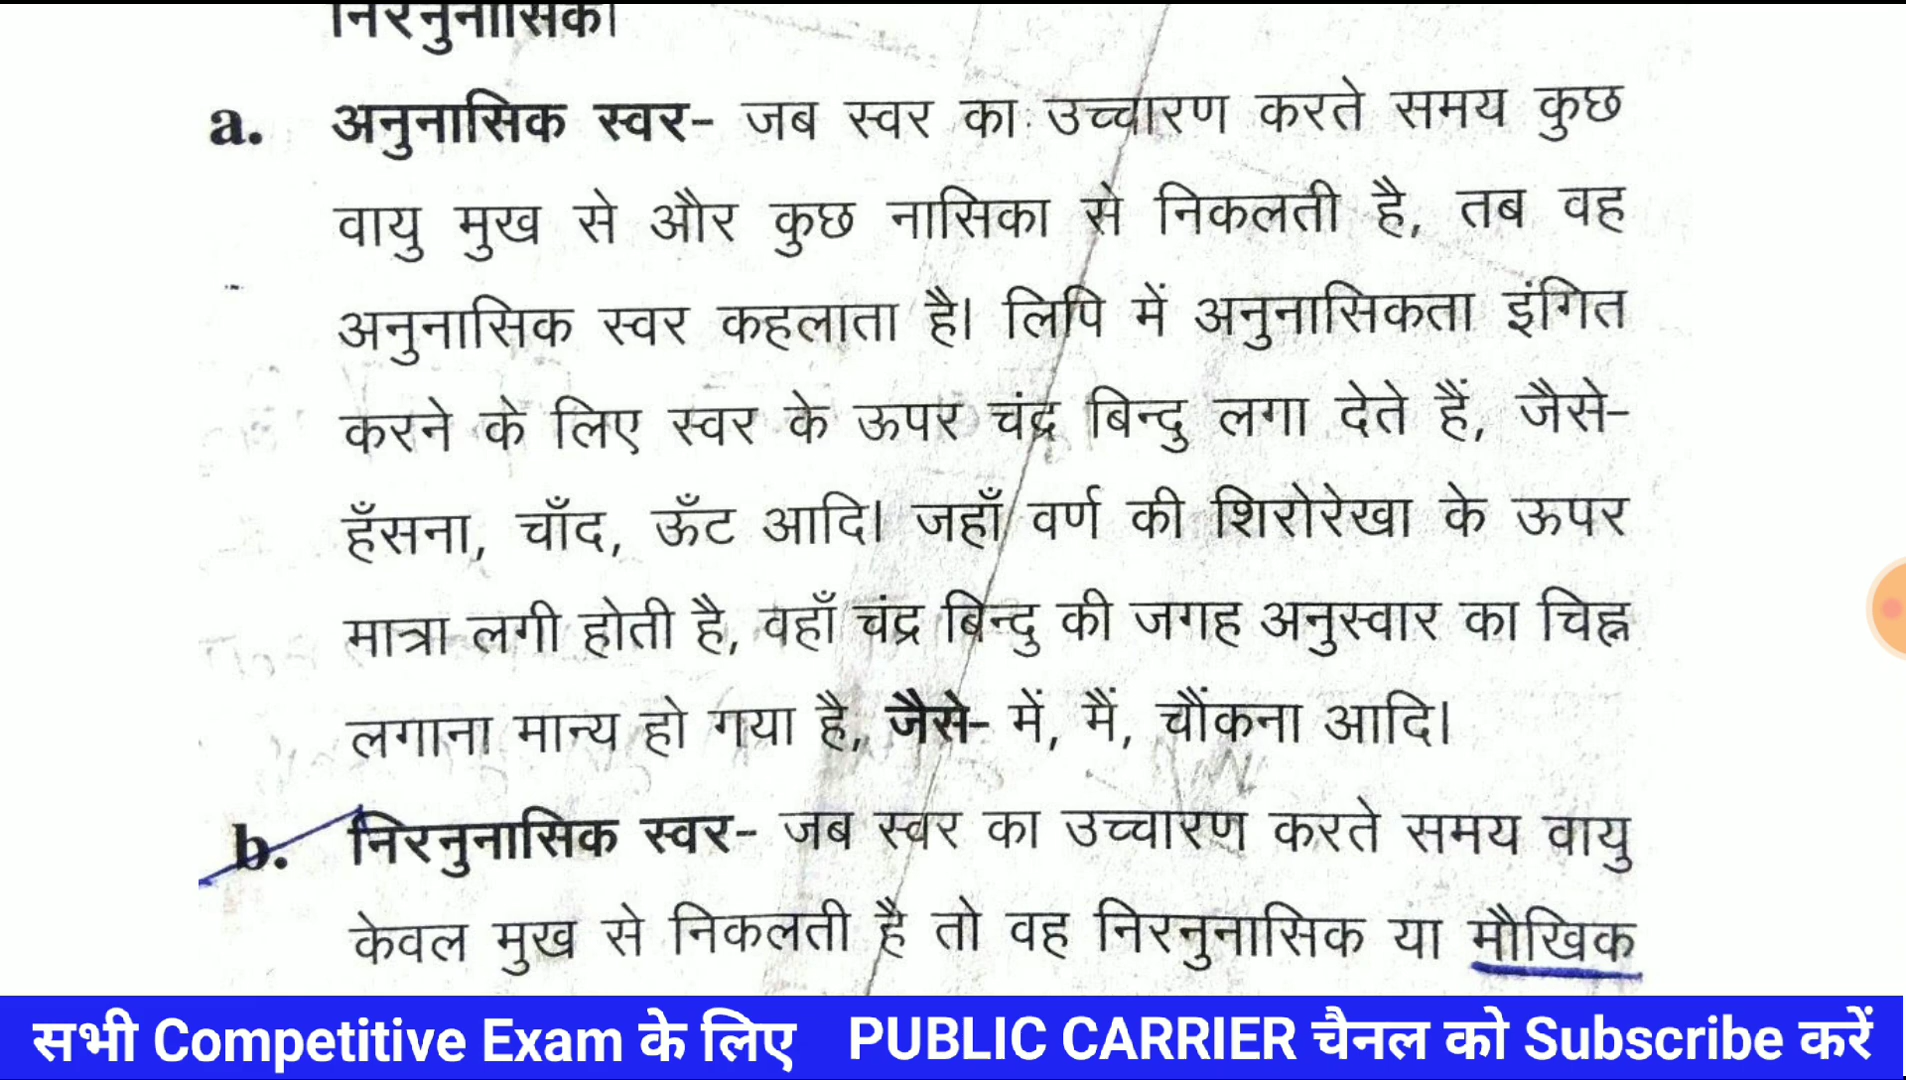 निरनुनासिक।
a. अनुनासिक स्वर- जब स्वर का उच्चारण करते समय कुछ
वायु मुख से और कुछ नासिका से निकलती है, तब वह
अनुनासिक स्वर कहलाता है। लिपि में अनुनासिकता इंगित
करने के लिए स्वर के ऊपर चंद्र बिन्दु लगा देते हैं, जैसे-
हँसना, चाँद, ऊँट आदि। जहाँ वर्ण की शिरोरेखा के ऊपर
मात्रा लगी होती है, वहाँ चंद्र बिन्दु की जगह अनुस्वार का चिह्न
लगाना मान्य हो गया है, जैसे- में, मैं, चौंकना आदि।
b. निरनुनासिक स्वर- जब स्वर का उच्चारण करते समय वायु
केवल मुख से निकलती है तो वह निरनुनासिक या मौखिक
सभी Competitive Exam के लिए PUBLIC CARRIER चैनल को Subscribe करें